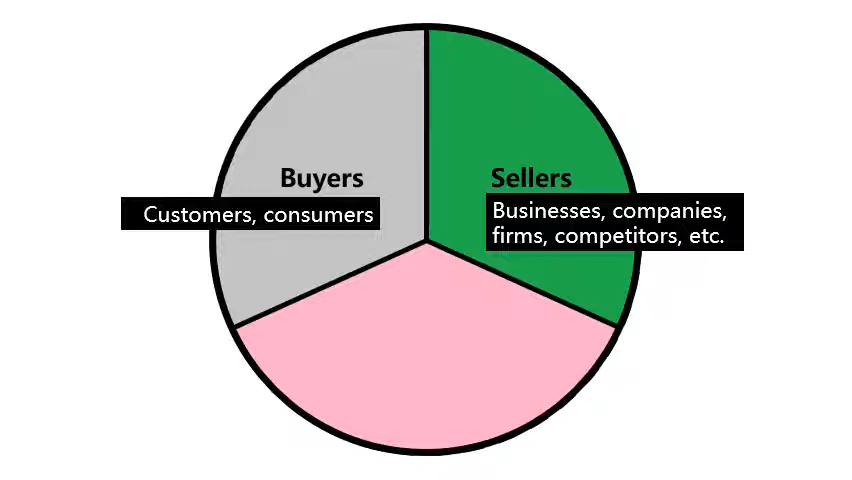 Buyers
Customers, consumers
Sellers
Businesses, companies,
firms, competitors, etc.